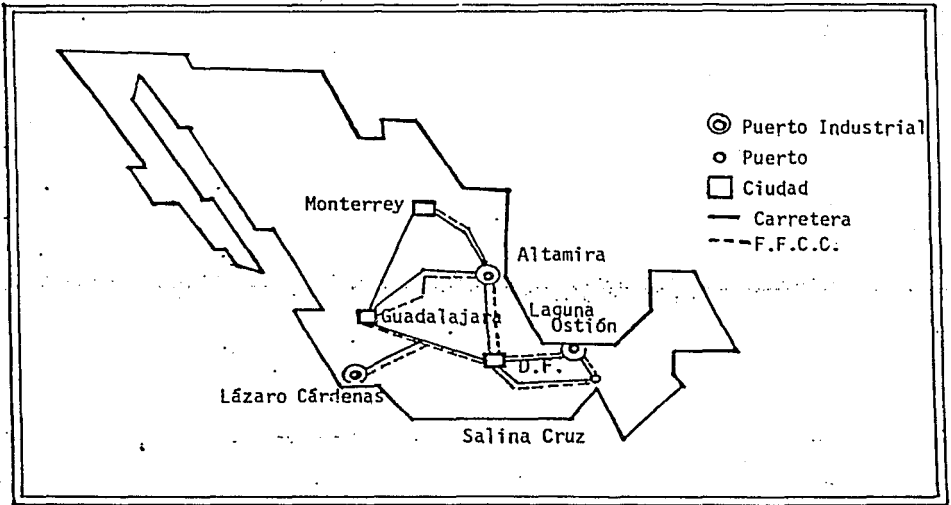 Puerto Industrial
Puerto
Ciudad
Carretera
F.F.C.C.
Monterrey
Altamira
Guadalajara
Laguna
Ostión
D.F.
Lázaro Cárdenas
Salina Cruz